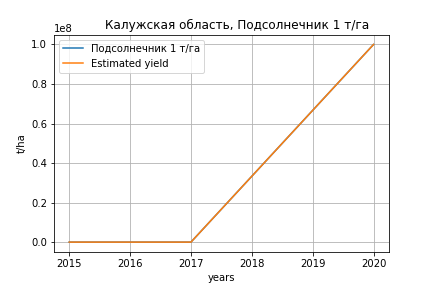 Калужская область, Подсолнечник 1 т/га
1e8
Подсолнечник 1 т/га
Estimated yield
1.0
0.8
0.6
0.4
0.2
0.0
t/ha
2015 2016 2017 2018 2019 2020
years